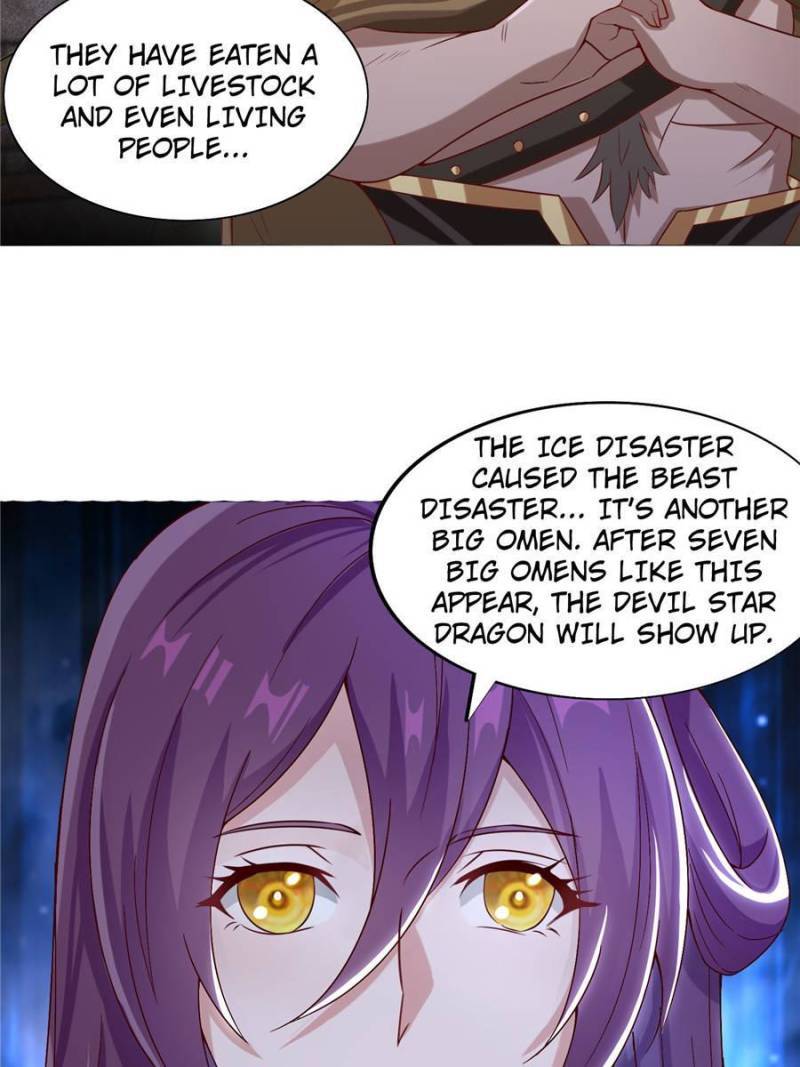 THEY HAVE EATEN A
LOT OF LIVESTOCK
AND EVEN LIVING
PEOPLE...
THE ICE DISASTER
CAUSED THE BEAST
DISASTER... IT'S ANOTHER
BIG OMEN. AFTER SEVEN
BIG OMENS LIKE THIS
APPEAR, THE DEVIL STAR
DRAGON WILL SHOW UP.